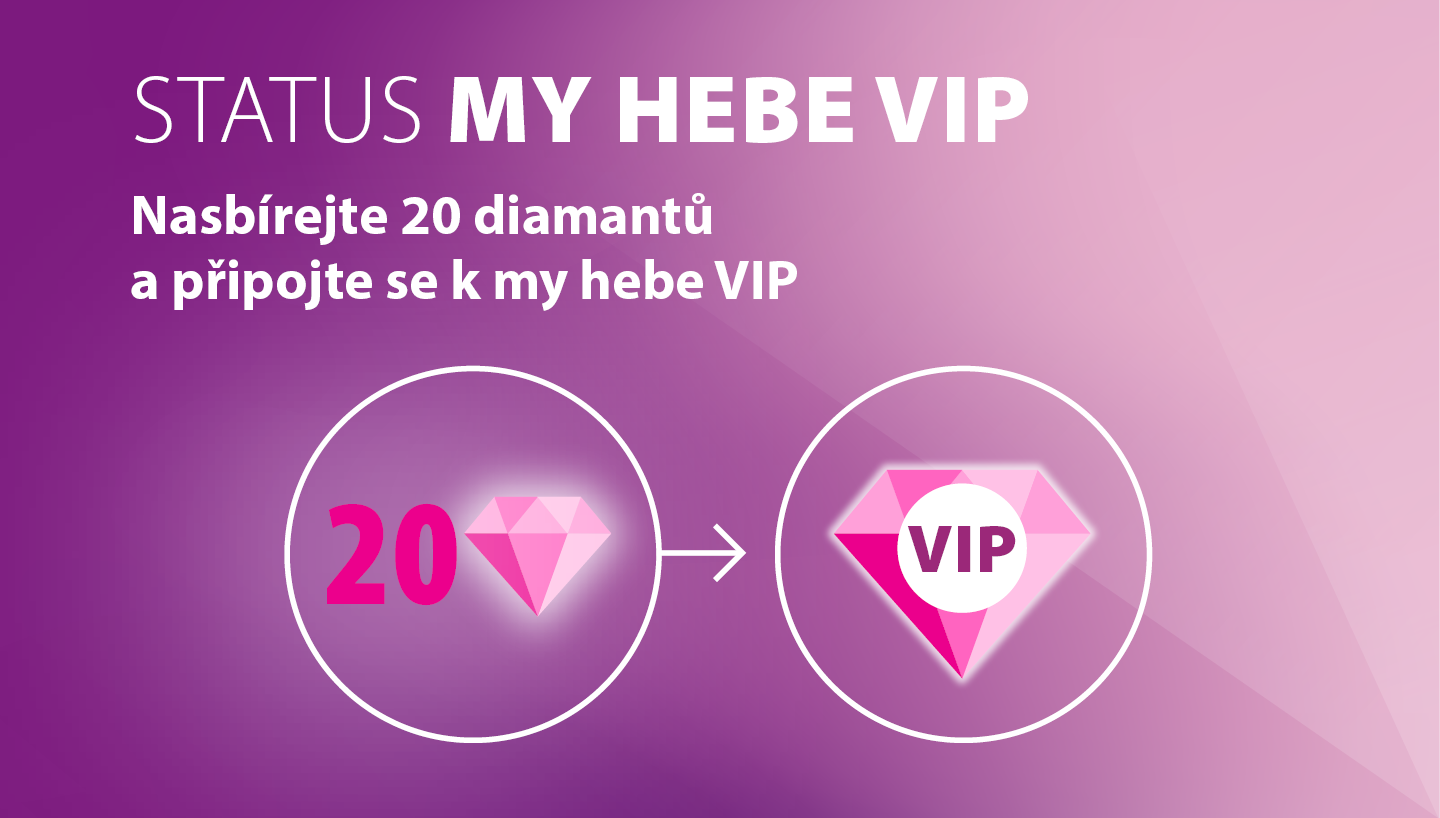 STATUS MY HEBE VIP
Nasbírejte 20 diamantů
a připojte se k my hebe VIP
20
VIP